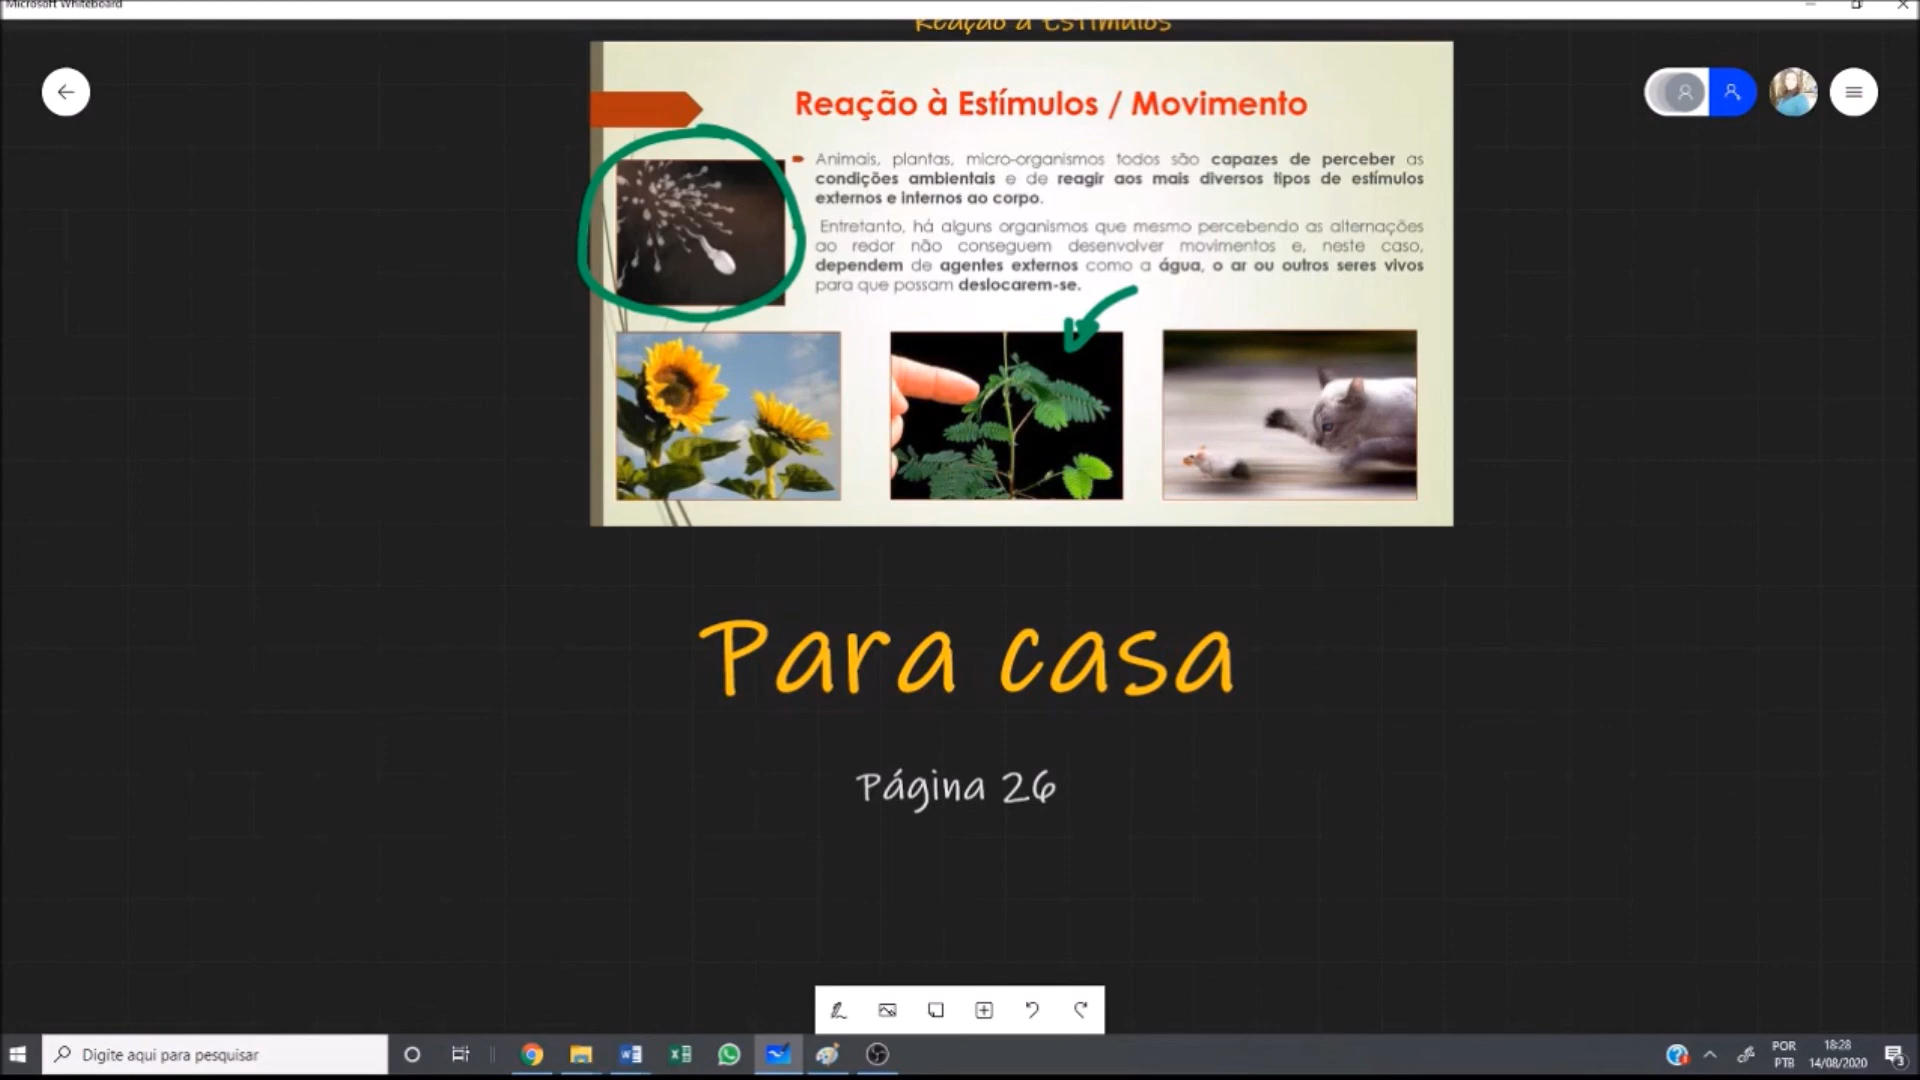 Microsoft Whiteboard
Reação a Estímulos
Reação à Estímulos / Movimento
Animais, plantas, micro-organismos todos são capazes de perceber as
condições ambientais e de reagir aos mais diversos tipos de estímulos
externos e internos ao corpo.
Entretanto, há alguns organismos que mesmo percebendo as alternações
ao redor não conseguem desenvolver movimentos e, neste caso,
dependem de agentes externos como a água, o ar ou outros seres vivos
para que possam deslocarem-se.
Para casa
Página 26
Digite aqui para pesquisar
POR
PTB
18:28
14/08/2020
3